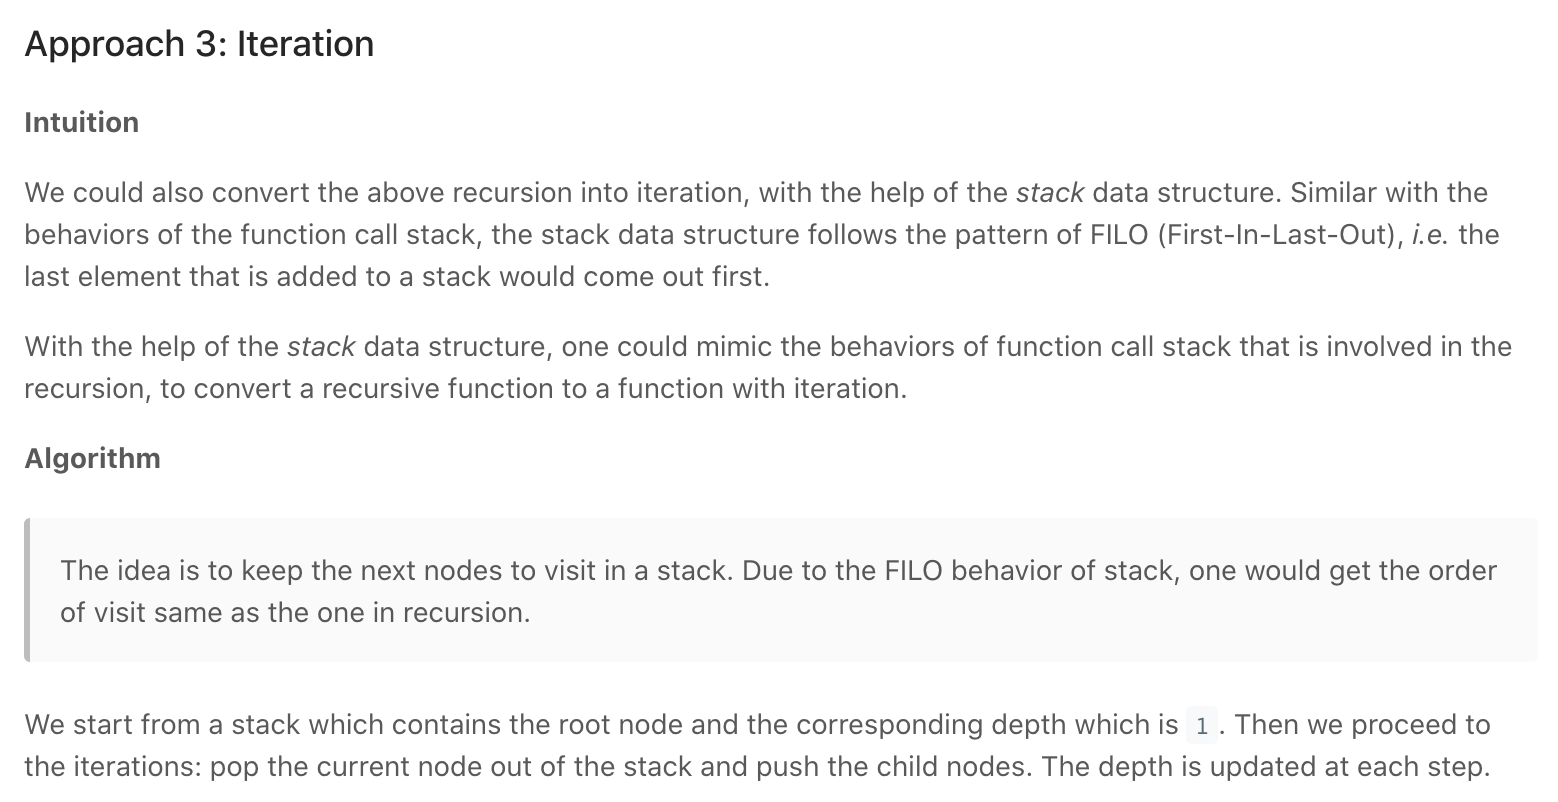 Approach 3: Iteration
Intuition
We could also convert the above recursion into iteration, with the help of the stack data structure. Similar with the
behaviors of the function call stack, the stack data structure follows the pattern of FILO (First-In-Last-Out), i.e. the
last element that is added to a stack would come out first.
With the help of the stack data structure, one could mimic the behaviors of function call stack that is involved in the
recursion, to convert a recursive function to a function with iteration.
Algorithm
The idea is to keep the next nodes to visit in a stack. Due to the FILO behavior of stack, one would get the order
of visit same as the one in recursion.
We start from a stack which contains the root node and the corresponding depth which is 1 . Then we proceed to
the iterations: pop the current node out of the stack and push the child nodes. The depth is updated at each step.